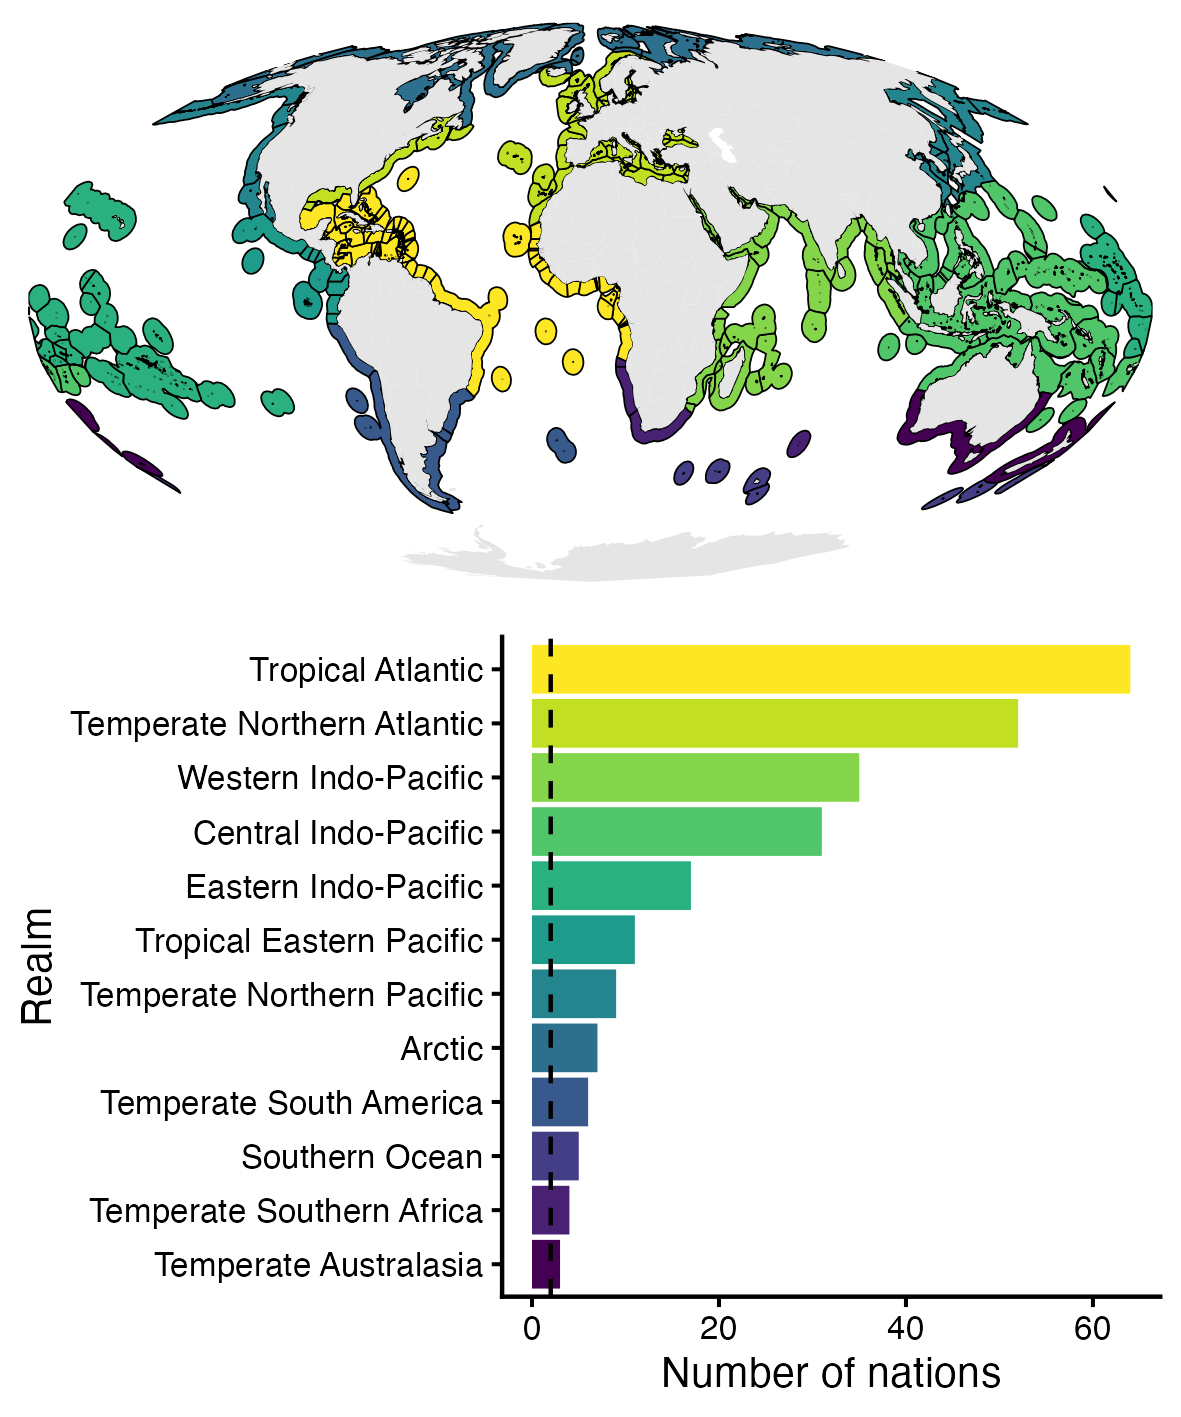 Tropical Atlantic
Temperate Northern Atlantic
Western Indo-Pacific
Central Indo-Pacific
Eastern Indo-Pacific
Tropical Eastern Pacific
Temperate Northern Pacific
Arctic
Temperate South America
Southern Ocean
Temperate Southern Africa
Temperate Australasia
Realm
0 20 40 60
Number of nations